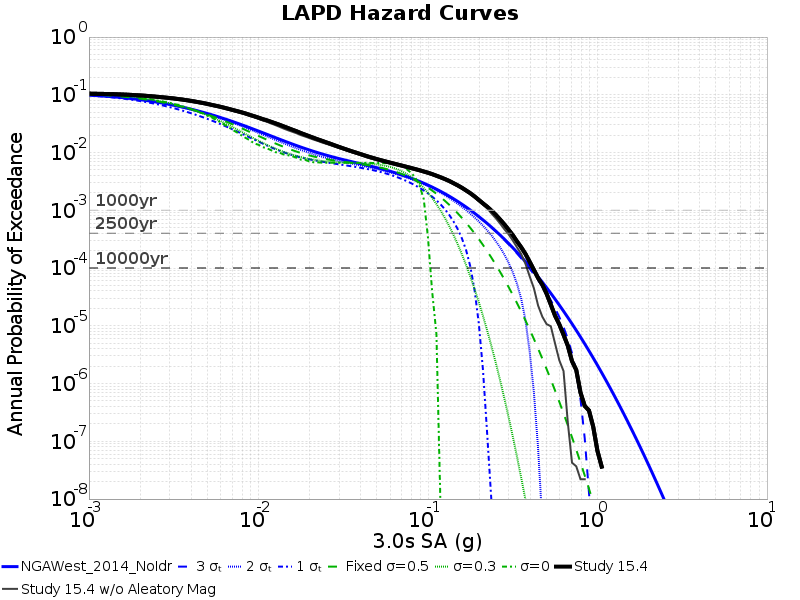 LAPD Hazard Curves
Annual Probability of Exceedance
10^0
10^-1
10^-2
10^-3
10^-4
10^-5
10^-6
10^-7
10^-8
1000yr
2500yr
10000yr
10^-3 10^-2 10^-1 10^0 10^1
3.0s SA (g)
NGAWest_2014_NoIdr 3 σₜ 2 σₜ 1 σₜ Fixed σ=0.5 σ=0.3 σ=0 Study 15.4
Study 15.4 w/o Aleatory Mag